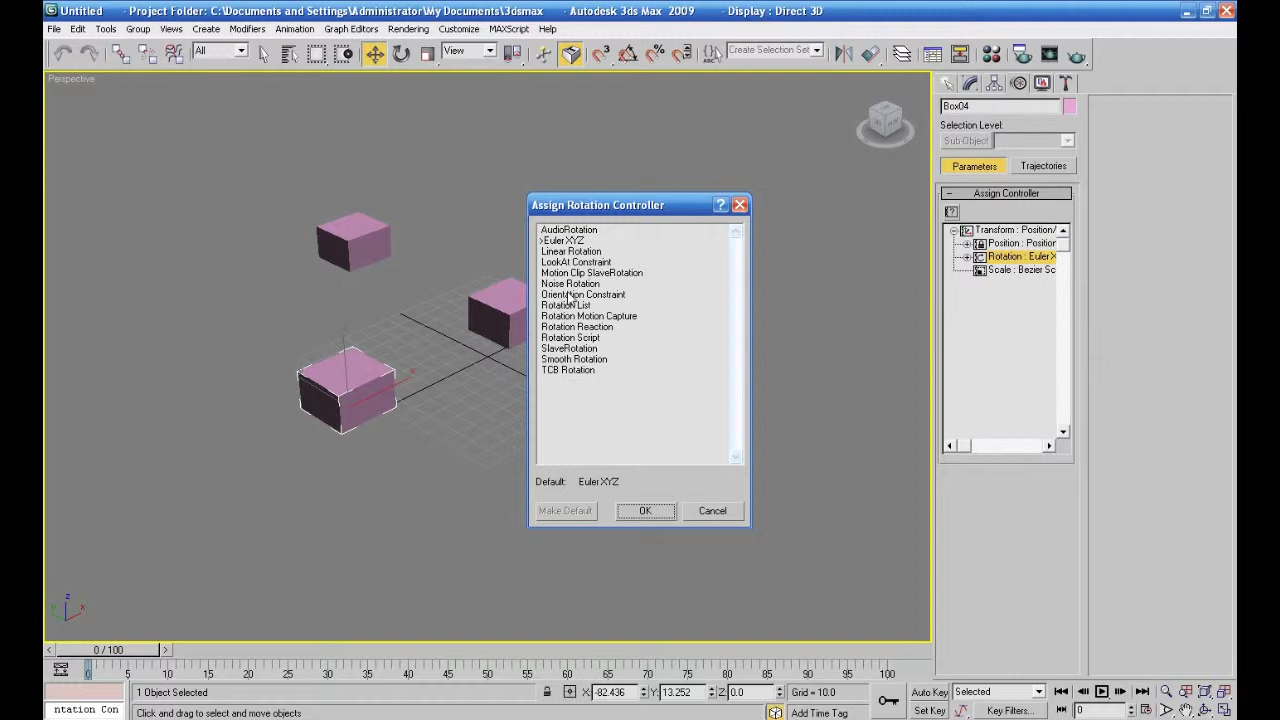 Untitled - Project Folder: C:\Documents and Settings\Administrator\My Documents\3dsmax - Autodesk 3ds Max 2009 - Display : Direct 3D
File Edit Tools Group Views Create Modifiers Animation Graph Editors Customize MAXScript Help
All View Create Selection Set
Perspective
Box04
Selection Level:
Sub-Object
Parameters Trajectories
Assign Controller
Transform : Position/
Position : Position
Rotation : Euler X
Scale : Bezier Sc
Assign Rotation Controller
AudioRotation
>Euler XYZ
Linear Rotation
LookAt Constraint
Motion Clip SlaveRotation
Noise Rotation
Orientation Constraint
Rotation List
Rotation Motion Capture
Rotation Reaction
Rotation Script
SlaveRotation
Smooth Rotation
TCB Rotation
Default: Euler XYZ
Make Default OK Cancel
z
x
0 / 100
0 5 10 15 20 25 30 35 40 45 50 55 60 65 70 75 80 85 90 95 100
1 Object Selected X: -82.436 Y: 13.252 Z: 0.0 Grid = 10.0 Auto Key Selected
ntation Con Click and drag to select and move objects Add Time Tag Set Key Key Filters... 0